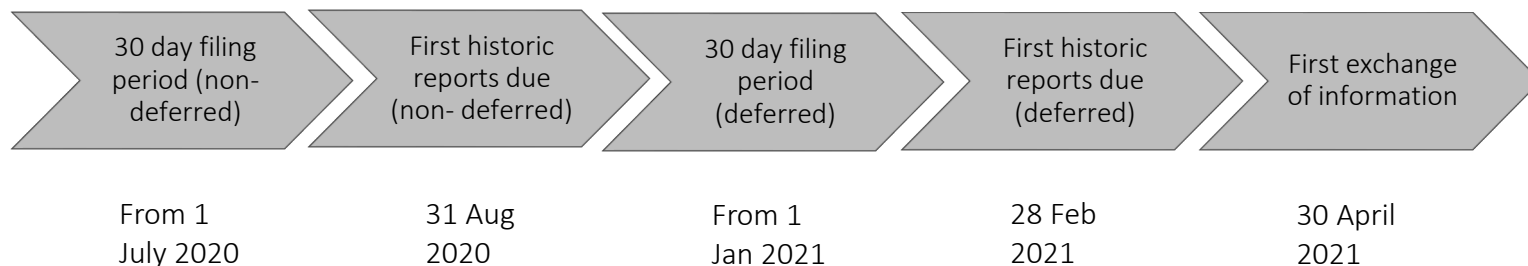 30 day filing
period (non-
deferred)
First historic
reports due
(non- deferred)
30 day filing
period
(deferred)
First historic
reports due
(deferred)
First exchange
of information
From 1
July 2020
31 Aug
2020
From 1
Jan 2021
28 Feb
2021
30 April
2021